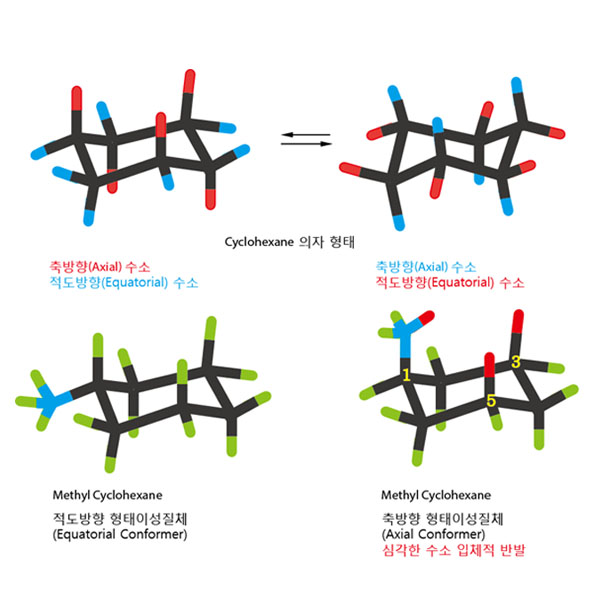 Cyclohexane 의자 형태
축방향(Axial) 수소
적도방향(Equatorial) 수소
축방향(Axial) 수소
적도방향(Equatorial) 수소
1
3
5
Methyl Cyclohexane
적도방향 형태이성질체
(Equatorial Conformer)
Methyl Cyclohexane
축방향 형태이성질체
(Axial Conformer)
심각한 수소 입체적 반발